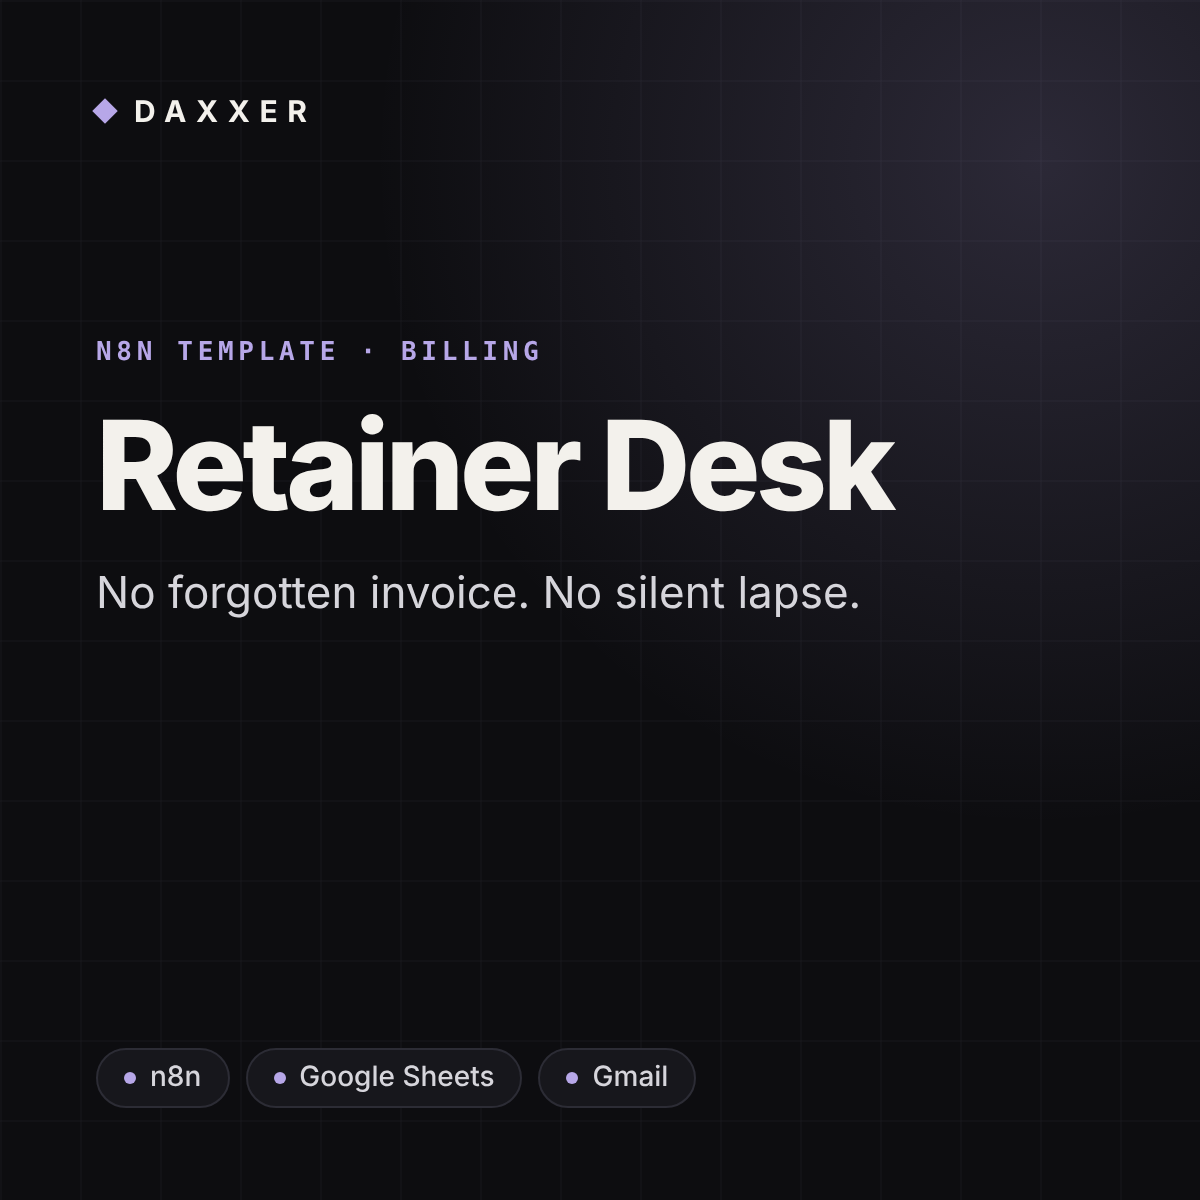 DAXXER
N8N TEMPLATE · BILLING
Retainer Desk
No forgotten invoice. No silent lapse.
n8n
Google Sheets
Gmail